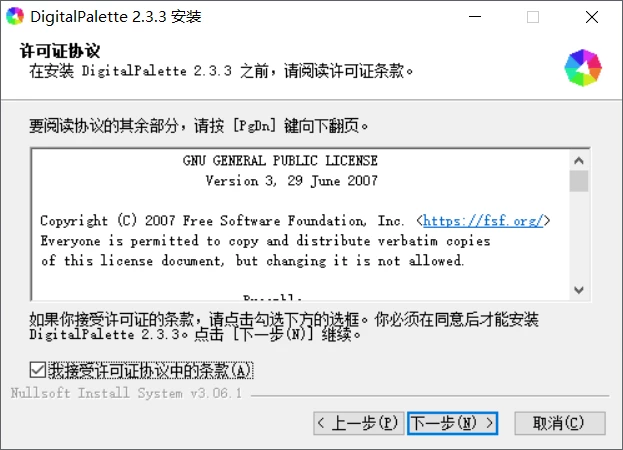 DigitalPalette 2.3.3 安装
许可证协议
在安装 DigitalPalette 2.3.3 之前，请阅读许可证条款。
要阅读协议的其余部分，请按 [PgDn] 键向下翻页。
GNU GENERAL PUBLIC LICENSE
Version 3, 29 June 2007
Copyright (C) 2007 Free Software Foundation, Inc. <https://fsf.org/>
Everyone is permitted to copy and distribute verbatim copies
of this license document, but changing it is not allowed.
如果你接受许可证的条款，请点击勾选下方的选框。你必须在同意后才能安装
DigitalPalette 2.3.3。点击 [下一步(N)] 继续。
我接受许可证协议中的条款(A)
Nullsoft Install System v3.06.1
< 上一步(P) 下一步(N) > 取消(C)